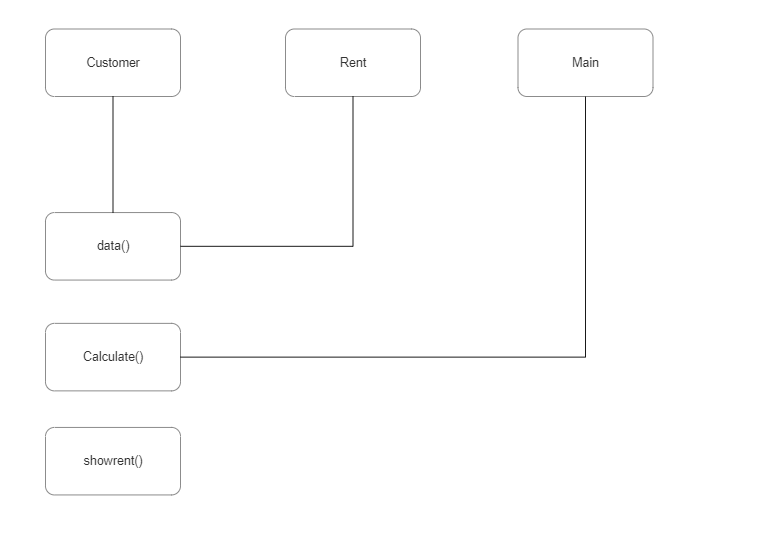 Customer
Rent
Main
data()
Calculate()
showrent()